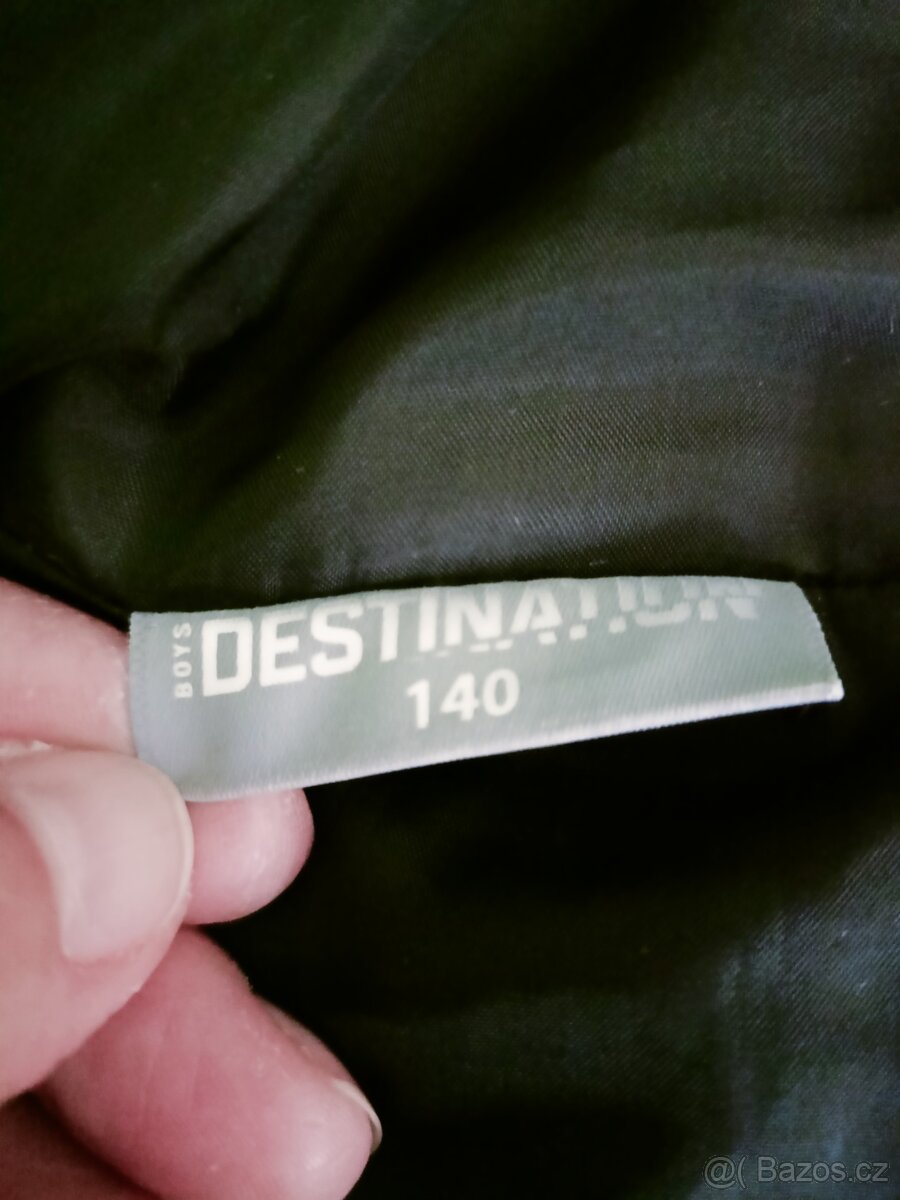 BOYS
DESTINATION
140
@( Bazos.cz